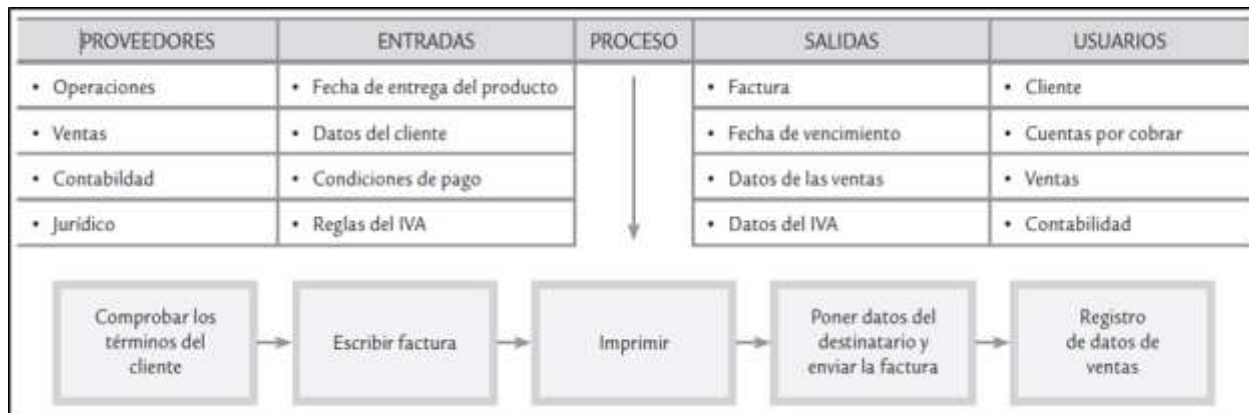 PROVEEDORES ENTRADAS PROCESO SALIDAS USUARIOS
• Operaciones • Fecha de entrega del producto • Factura • Cliente
• Ventas • Datos del cliente • Fecha de vencimiento • Cuentas por cobrar
• Contabildad • Condiciones de pago • Datos de las ventas • Ventas
• Jurídico • Reglas del IVA • Datos del IVA • Contabilidad
Comprobar los
términos del
cliente
Escribir factura
Imprimir
Poner datos del
destinatario y
enviar la factura
Registro
de datos de
ventas